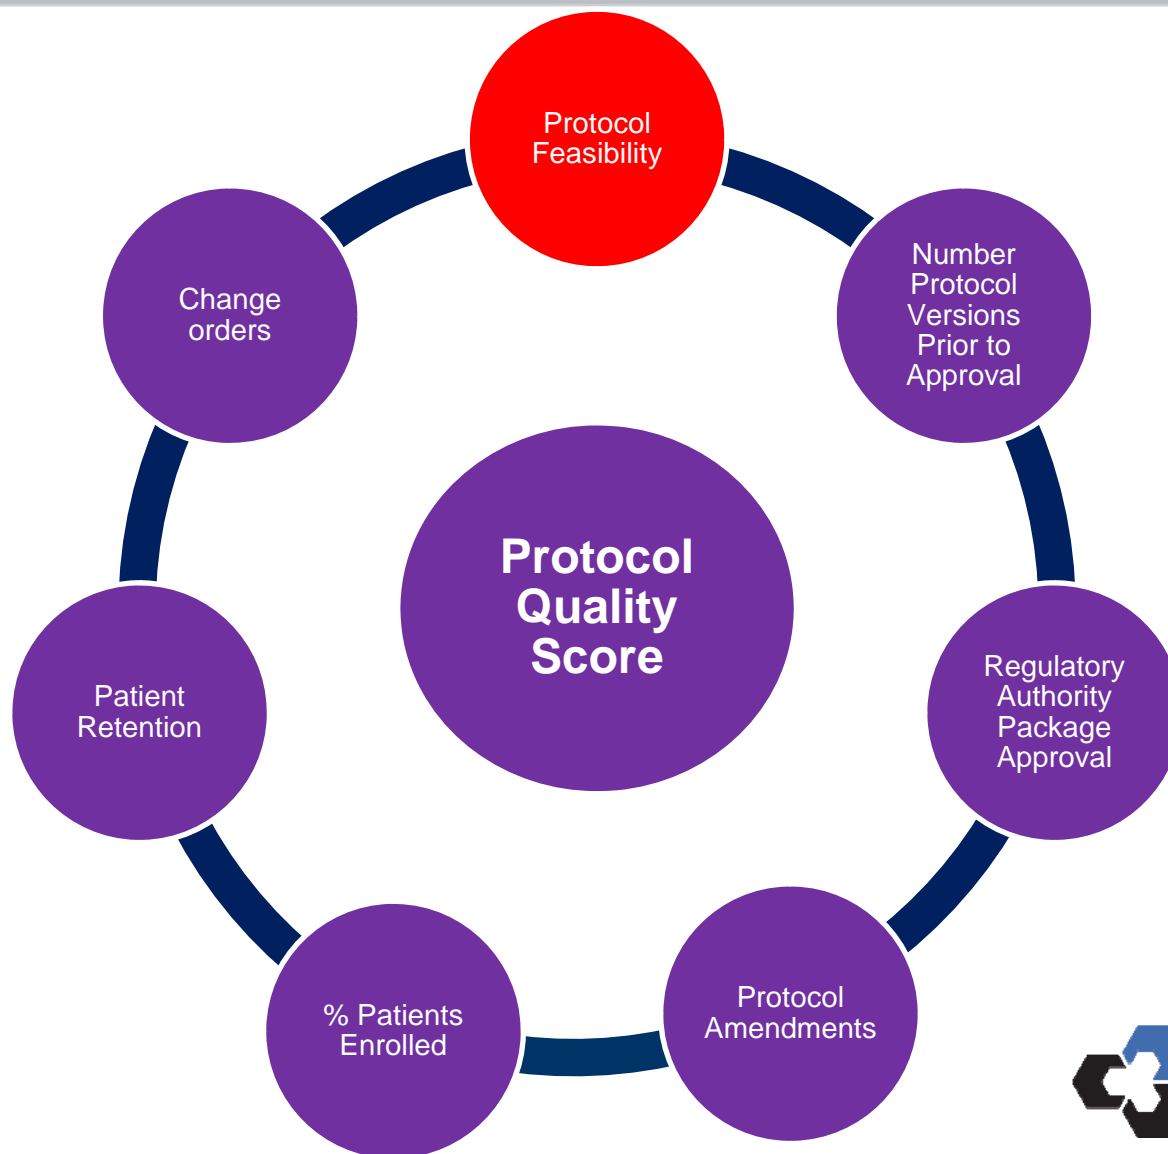 Protocol
Feasibility
Number
Protocol
Versions
Prior to
Approval
Regulatory
Authority
Package
Approval
Protocol
Amendments
% Patients
Enrolled
Patient
Retention
Change
orders
Protocol
Quality
Score